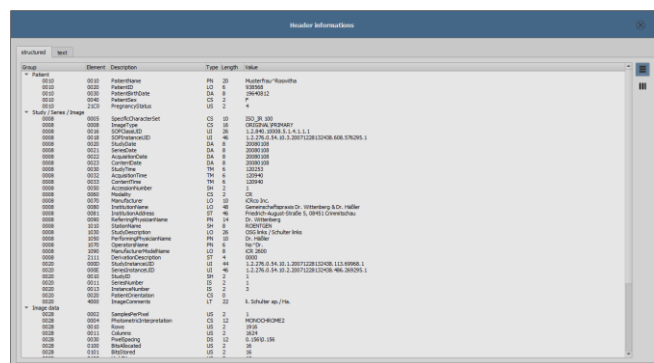 Header informations
structured text
Group Element Description Type Length Value
Patient
0010 0010 PatientName PN 20 Musterfrau^Roswitha
0010 0020 PatientID LO 6 938568
0010 0030 PatientBirthDate DA 8 19640812
0010 0040 PatientSex CS 2 F
0010 21C0 PregnancyStatus US 2 4
Study / Series / Image
0008 0005 SpecificCharacterSet CS 10 ISO_IR 100
0008 0008 ImageType CS 16 ORIGINAL\PRIMARY
0008 0016 SOPClassUID UI 26 1.2.840.10008.5.1.4.1.1.1
0008 0018 SOPInstanceUID UI 46 1.2.276.0.54.10.3.20071228132438.608.576295.1
0008 0020 StudyDate DA 8 20080108
0008 0021 SeriesDate DA 8 20080108
0008 0022 AcquisitionDate DA 8 20080108
0008 0023 ContentDate DA 8 20080108
0008 0030 StudyTime TM 6 120253
0008 0032 AcquisitionTime TM 6 120940
0008 0033 ContentTime TM 6 120940
0008 0050 AccessionNumber SH 2 1
0008 0060 Modality CS 2 CR
0008 0070 Manufacturer LO 10 iCRco Inc.
0008 0080 InstitutionName LO 48 Gemeinschaftspraxis Dr. Wittenberg & Dr. Häßler
0008 0081 InstitutionAddress ST 46 Friedrich-August-Straße 5, 08451 Crimmitschau
0008 0090 ReferringPhysicianName PN 14 Dr. Wittenberg
0008 1010 StationName SH 8 ROENTGEN
0008 1030 StudyDescription LO 26 OSG links / Schulter links
0008 1050 PerformingPhysicianName PN 10 Dr. Häßler
0008 1070 OperatorsName PN 6 No^Dr.
0008 1090 ManufacturerModelName LO 8 iCR 2600
0008 2111 DerivationDescription ST 4 0000
0020 000D StudyInstanceUID UI 44 1.2.276.0.54.10.1.20071228132438.113.69968.1
0020 000E SeriesInstanceUID UI 46 1.2.276.0.54.10.2.20071228132438.486.269295.1
0020 0010 StudyID SH 2 1
0020 0011 SeriesNumber IS 2 1
0020 0013 InstanceNumber IS 2 3
0020 0020 PatientOrientation CS 0
0020 4000 ImageComments LT 22 li. Schulter ap / Ha.
Image data
0028 0002 SamplesPerPixel US 2 1
0028 0004 PhotometricInterpretation CS 12 MONOCHROME2
0028 0010 Rows US 2 1916
0028 0011 Columns US 2 1624
0028 0030 PixelSpacing DS 12 0.156\0.156
0028 0100 BitsAllocated US 2 16
0028 0101 BitsStored US 2 16